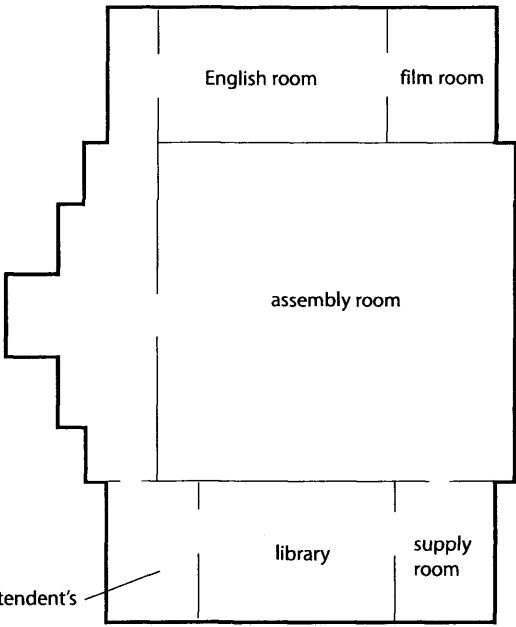 English room
film room
assembly room
library
supply
room
tendent's